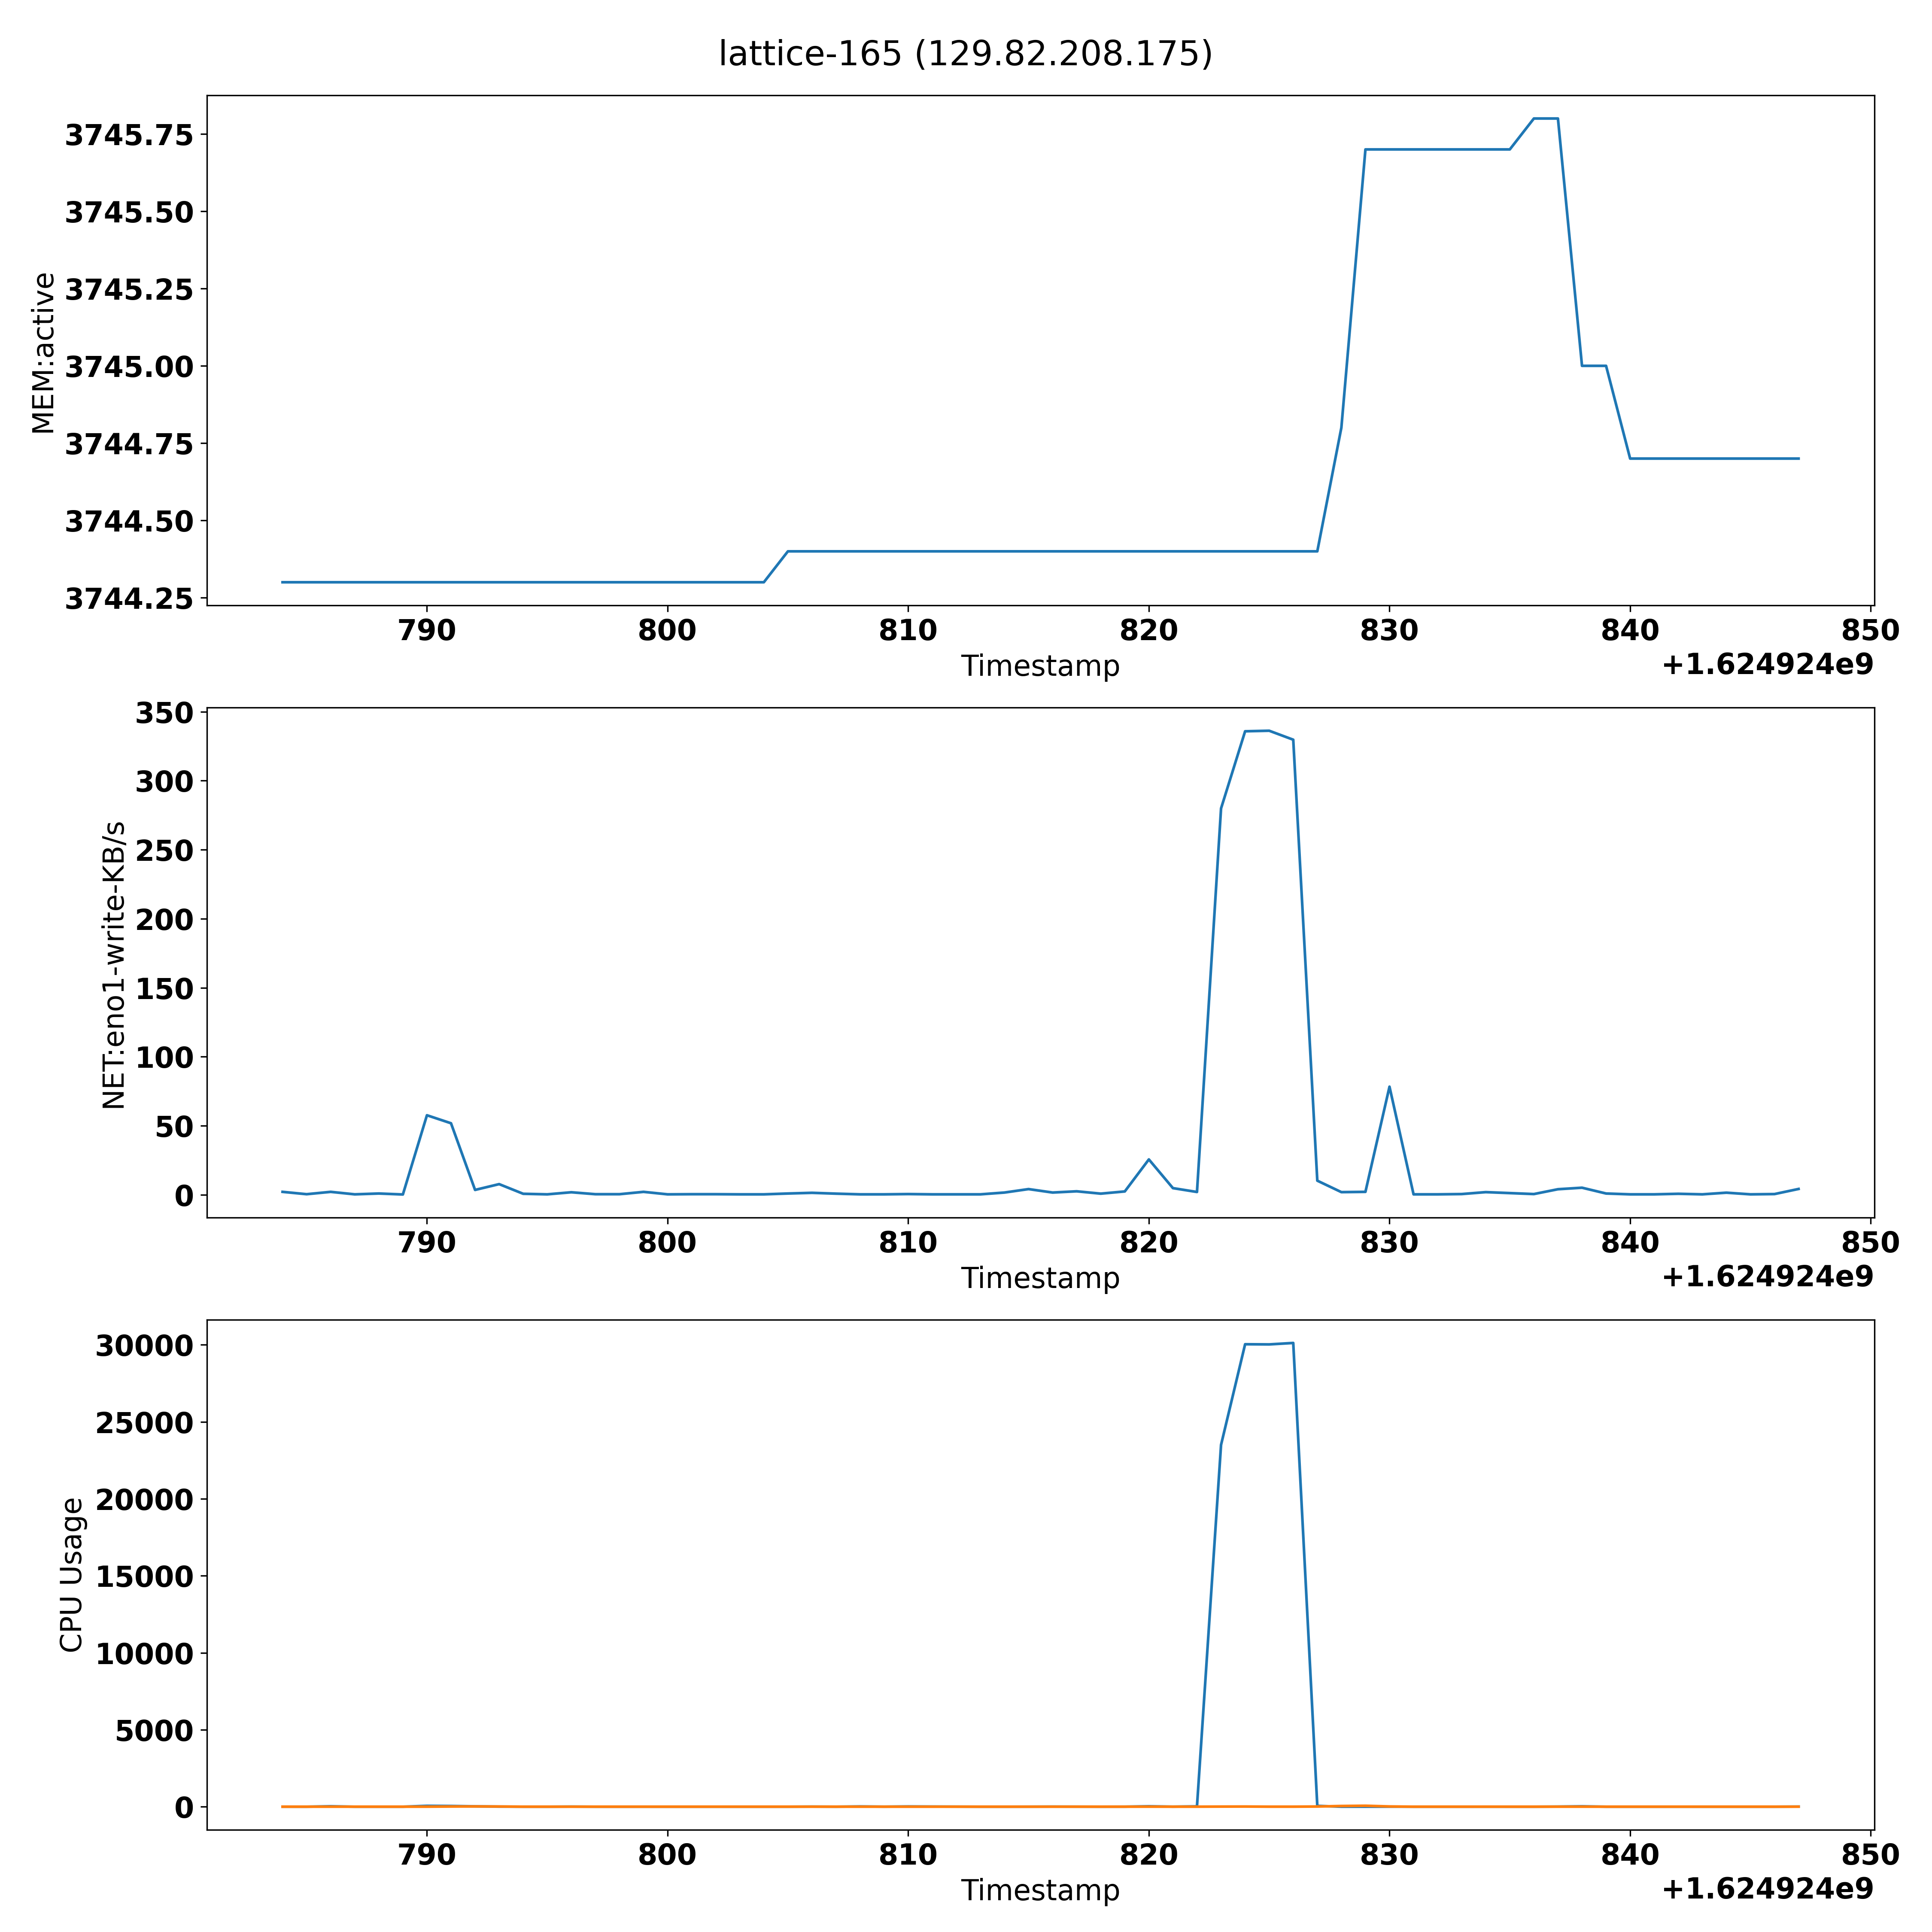 lattice-165 (129.82.208.175)
3745.75
3745.50
3745.25
3745.00
3744.75
3744.50
3744.25
MEM:active
790 800 810 820 830 840 850
Timestamp
+1.624924e9
350
300
250
200
150
100
50
0
NET:eno1-write-KB/s
790 800 810 820 830 840 850
Timestamp
+1.624924e9
30000
25000
20000
15000
10000
5000
0
CPU Usage
790 800 810 820 830 840 850
Timestamp
+1.624924e9